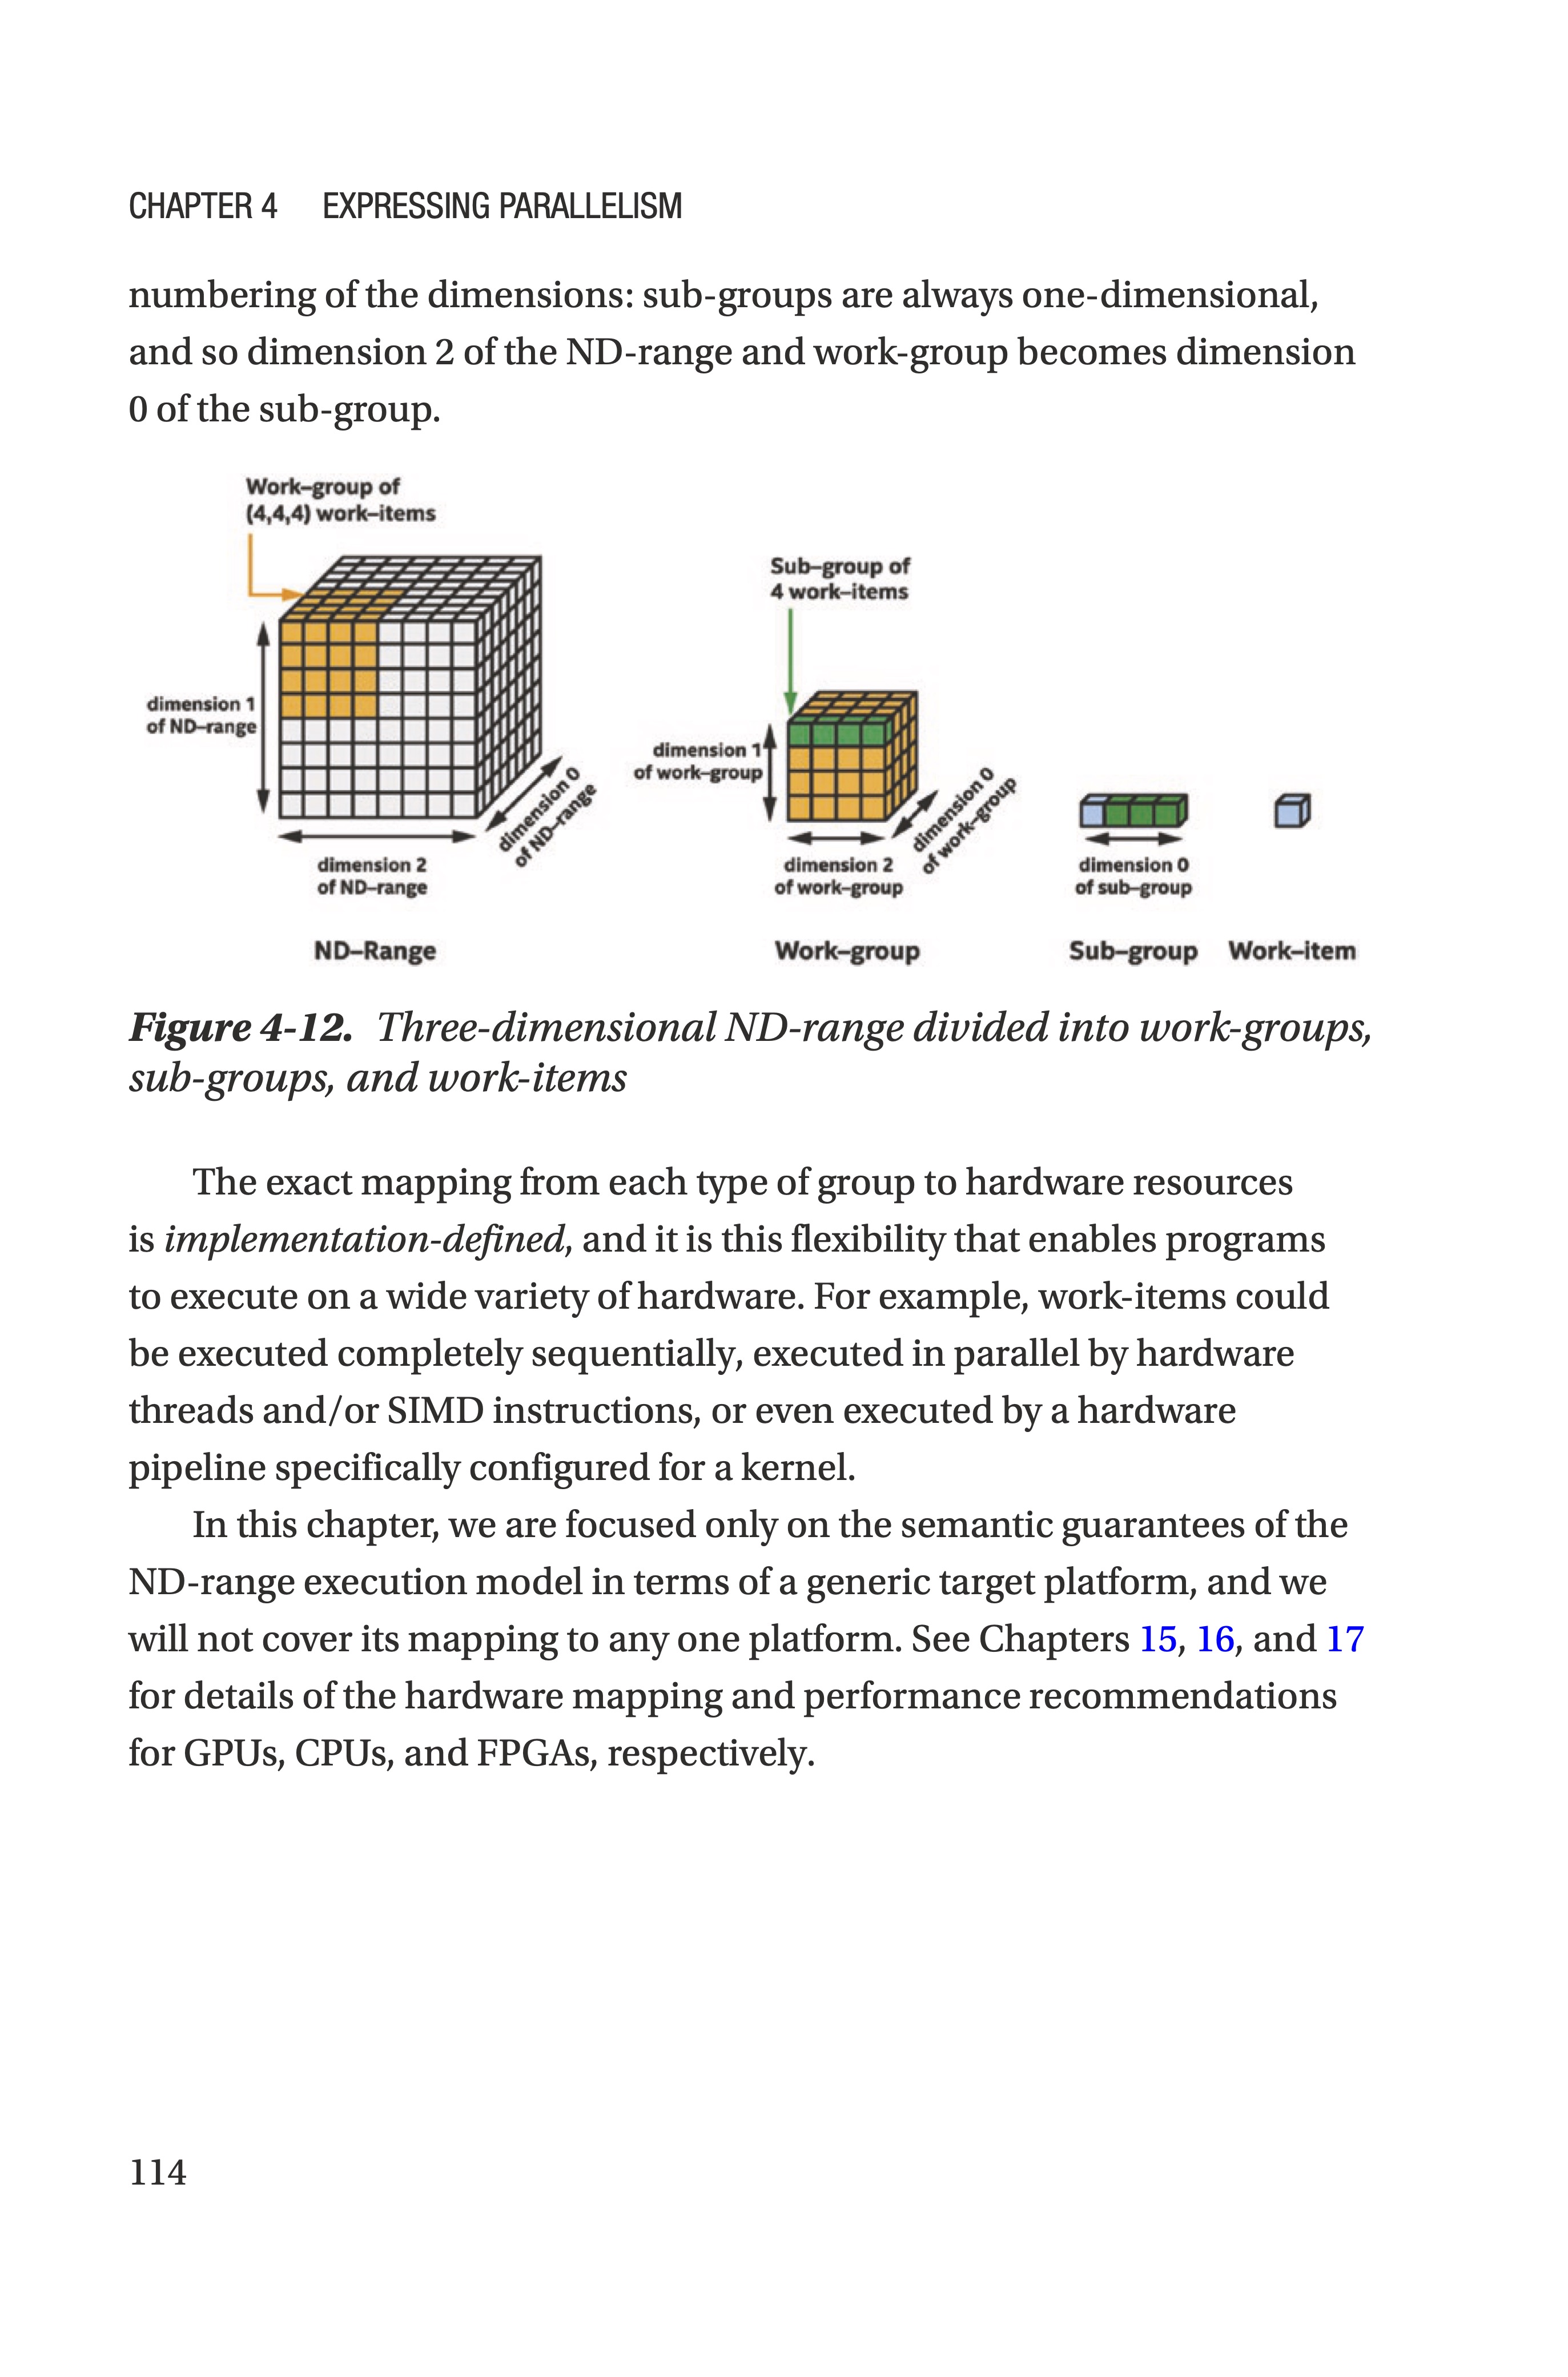 CHAPTER 4 EXPRESSING PARALLELISM
numbering of the dimensions: sub-groups are always one-dimensional,
and so dimension 2 of the ND-range and work-group becomes dimension
0 of the sub-group.
Work-group of
(4,4,4) work-items
Sub-group of
4 work-items
dimension 1
of ND-range
dimension 0
of ND-range
dimension 2
of ND-range
dimension 1
of work-group
dimension 0
of work-group
dimension 2
of work-group
dimension 0
of sub-group
ND-Range
Work-group
Sub-group
Work-item
Figure 4-12. Three-dimensional ND-range divided into work-groups,
sub-groups, and work-items
The exact mapping from each type of group to hardware resources
is implementation-defined, and it is this flexibility that enables programs
to execute on a wide variety of hardware. For example, work-items could
be executed completely sequentially, executed in parallel by hardware
threads and/or SIMD instructions, or even executed by a hardware
pipeline specifically configured for a kernel.
In this chapter, we are focused only on the semantic guarantees of the
ND-range execution model in terms of a generic target platform, and we
will not cover its mapping to any one platform. See Chapters 15, 16, and 17
for details of the hardware mapping and performance recommendations
for GPUs, CPUs, and FPGAs, respectively.
114